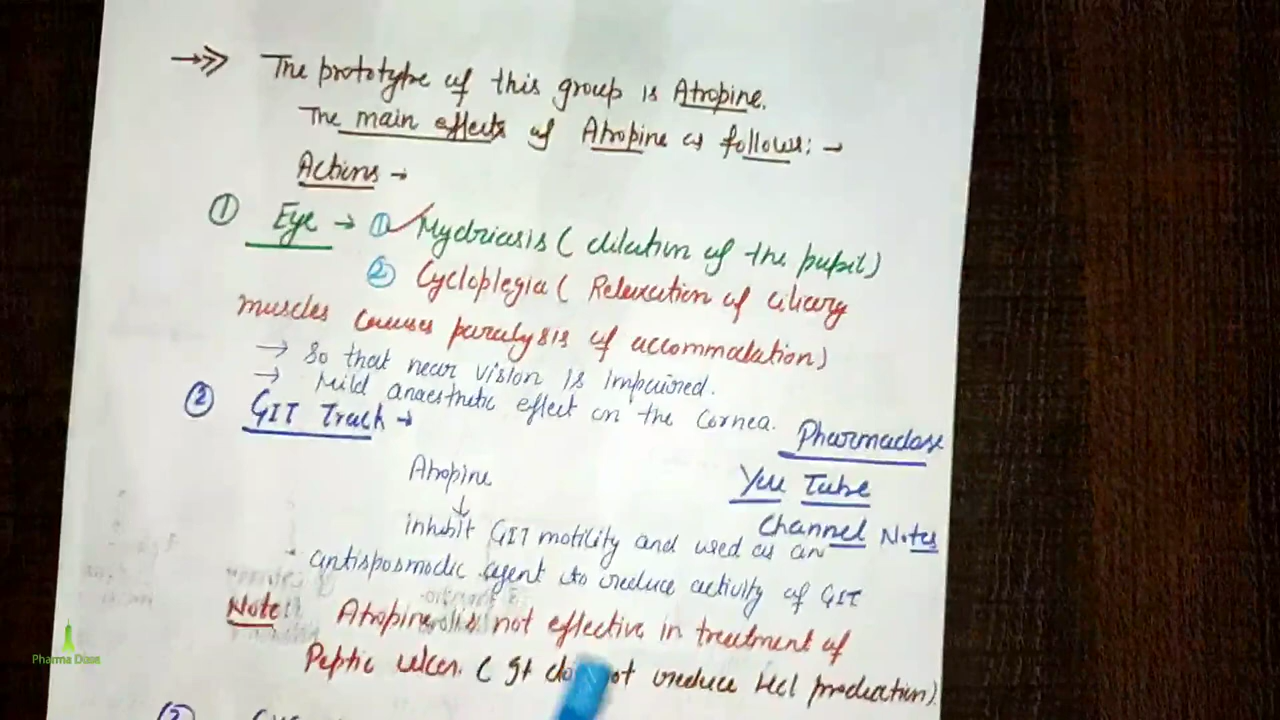 →≫ The prototype of this group is Atropine.
The main effects of Atropine as follows: →
Actions →
① Eye → ① Mydriasis ( dilation of the pupil)
② Cycloplegia ( Relaxation of ciliary
muscles causes paralysis of accommodation)
→ So that near vision is impaired.
→ Mild anaesthetic effect on the Cornea.
② GIT Track →
Pharmadose
You Tube
Channel Notes
Atropine
↓
inhibit GIT motility and used as an
antispasmodic agent to reduce activity of GIT
Note: Atropine is not effective in treatment of
Peptic ulcer. ( It do not reduce Hcl production).
Pharma Dose